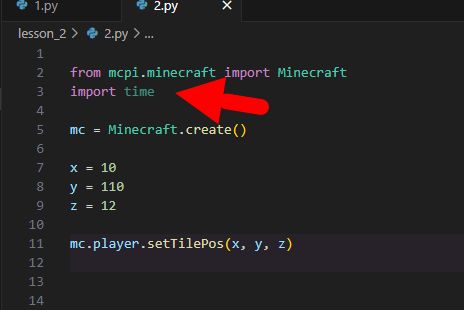 1.py
2.py
lesson_2 > 2.py > ...
1
2 from mcpi.minecraft import Minecraft
3 import time
4
5 mc = Minecraft.create()
6
7 x = 10
8 y = 110
9 z = 12
10
11 mc.player.setTilePos(x, y, z)
12
13
14